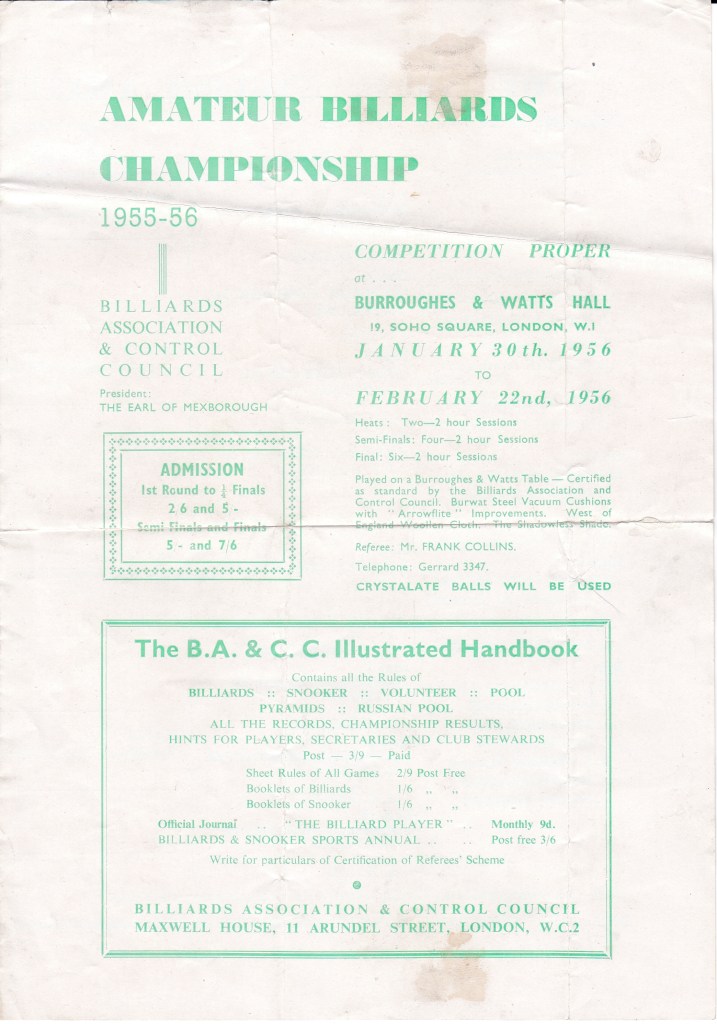 AMATEUR BILLIARDS
CHAMPIONSHIP
1955-56
BILLIARDS
ASSOCIATION
& CONTROL
COUNCIL
President:
THE EARL OF MEXBOROUGH
ADMISSION
1st Round to ¼ Finals
2 6 and 5 -
Semi Finals and Finals
5 - and 7/6
COMPETITION PROPER
at . . .
BURROUGHES & WATTS HALL
19, SOHO SQUARE, LONDON, W.1
JANUARY 30th. 1956
TO
FEBRUARY 22nd, 1956
Heats : Two—2 hour Sessions
Semi-Finals: Four—2 hour Sessions
Final: Six—2 hour Sessions
Played on a Burroughes & Watts Table — Certified
as standard by the Billiards Association and
Control Council. Burwat Steel Vacuum Cushions
with "Arrowflite" Improvements. West of
England Woollen Cloth. The Shadowless Shade.
Referee: Mr. FRANK COLLINS.
Telephone: Gerrard 3347.
CRYSTALATE BALLS WILL BE USED
The B.A. & C. C. Illustrated Handbook
Contains all the Rules of
BILLIARDS :: SNOOKER :: VOLUNTEER :: POOL
PYRAMIDS :: RUSSIAN POOL
ALL THE RECORDS, CHAMPIONSHIP RESULTS,
HINTS FOR PLAYERS, SECRETARIES AND CLUB STEWARDS
Post — 3/9 — Paid
Sheet Rules of All Games 2/9 Post Free
Booklets of Billiards 1/6 " "
Booklets of Snooker 1/6 " "
Official Journal .. "THE BILLIARD PLAYER" .. Monthly 9d.
BILLIARDS & SNOOKER SPORTS ANNUAL .. .. Post free 3/6
Write for particulars of Certification of Referees' Scheme
BILLIARDS ASSOCIATION & CONTROL COUNCIL
MAXWELL HOUSE, 11 ARUNDEL STREET, LONDON, W.C.2